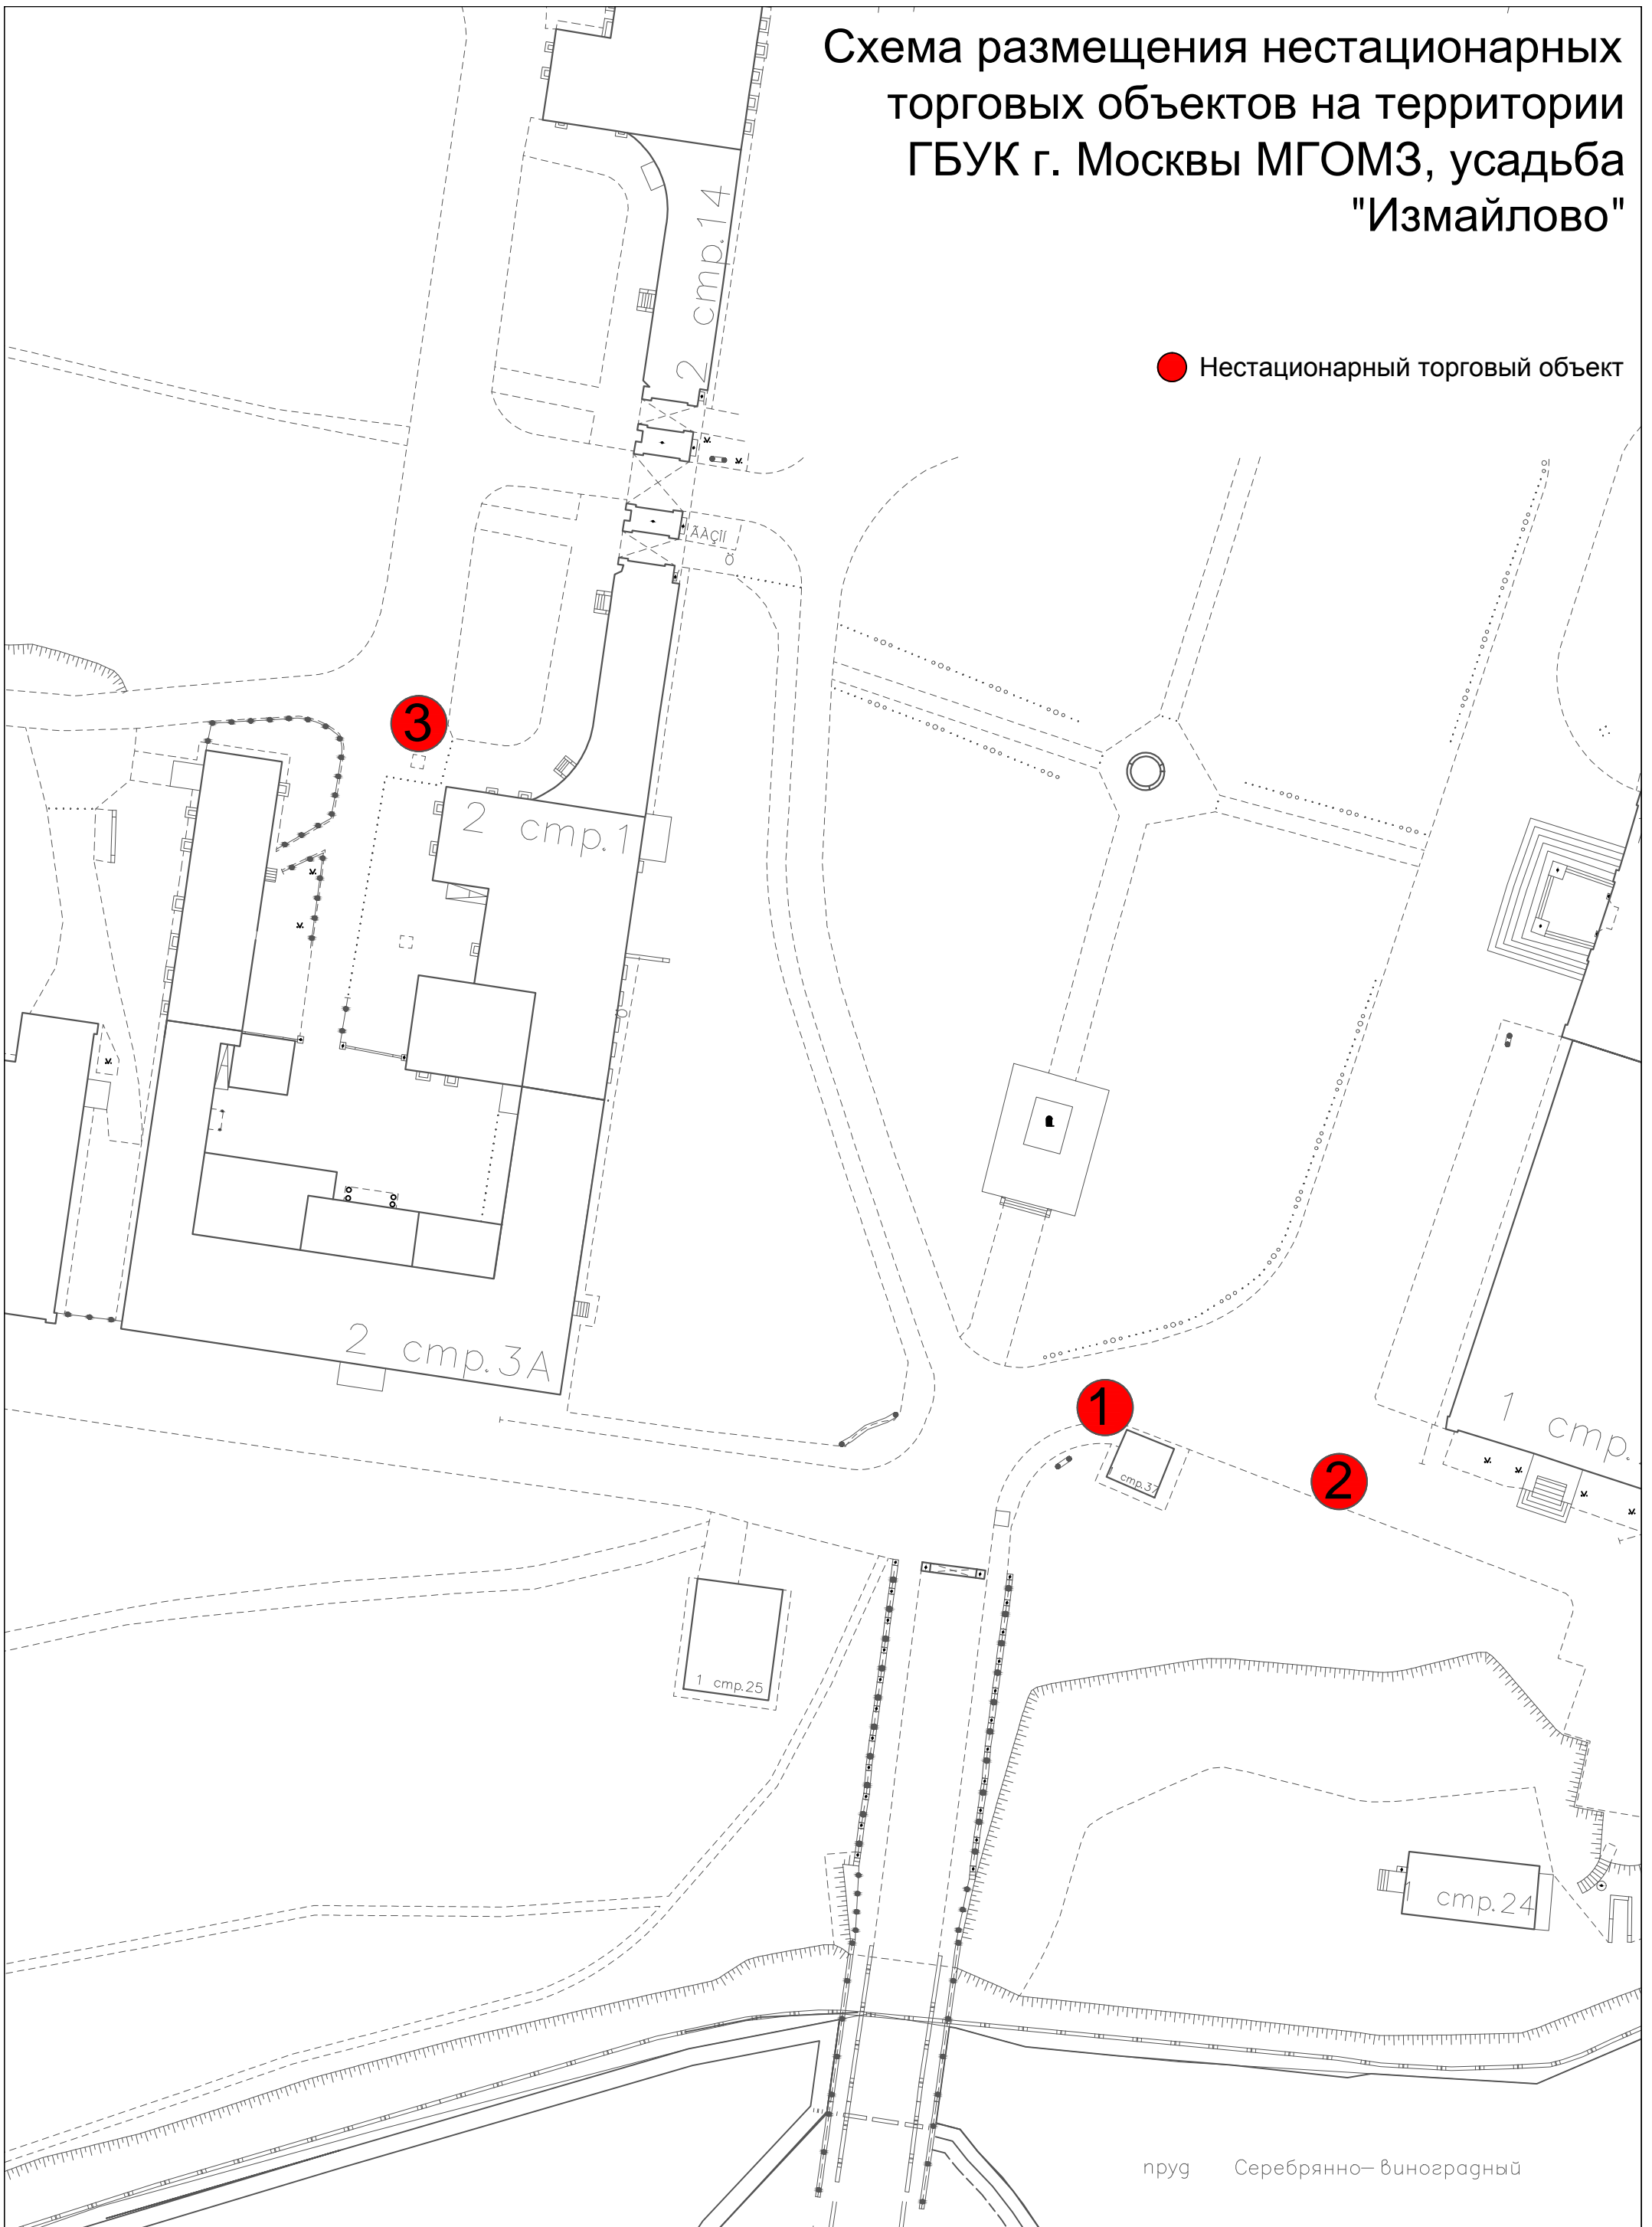 Схема размещения нестационарных
торговых объектов на территории
ГБУК г. Москвы МГОМЗ, усадьба
"Измайлово"
2 стр.14
Нестационарный торговый объект
3
2 стр.1
2 стр.3А
1
2
1 стр.
стр.37
1 стр.25
1 стр.24
пруд Серебрянно-виноградный